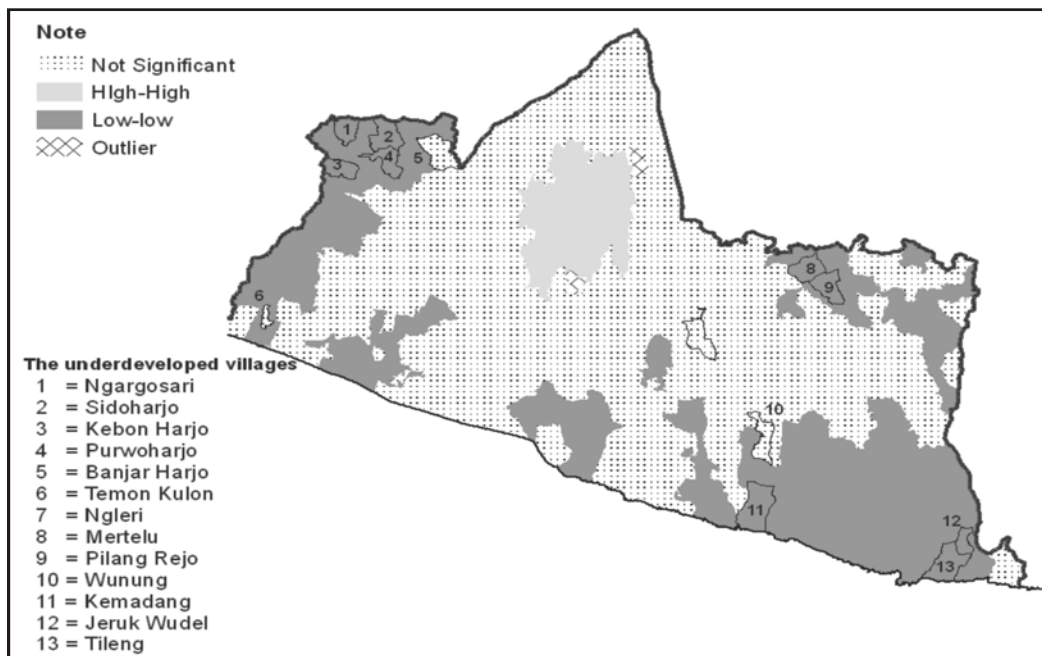 Note
Not Significant
HIgh-High
Low-low
Outlier
1
2
3
4
5
6
7
8
9
10
11
12
13
The underdeveloped villages
1 = Ngargosari
2 = Sidoharjo
3 = Kebon Harjo
4 = Purwoharjo
5 = Banjar Harjo
6 = Temon Kulon
7 = Ngleri
8 = Mertelu
9 = Pilang Rejo
10 = Wunung
11 = Kemadang
12 = Jeruk Wudel
13 = Tileng